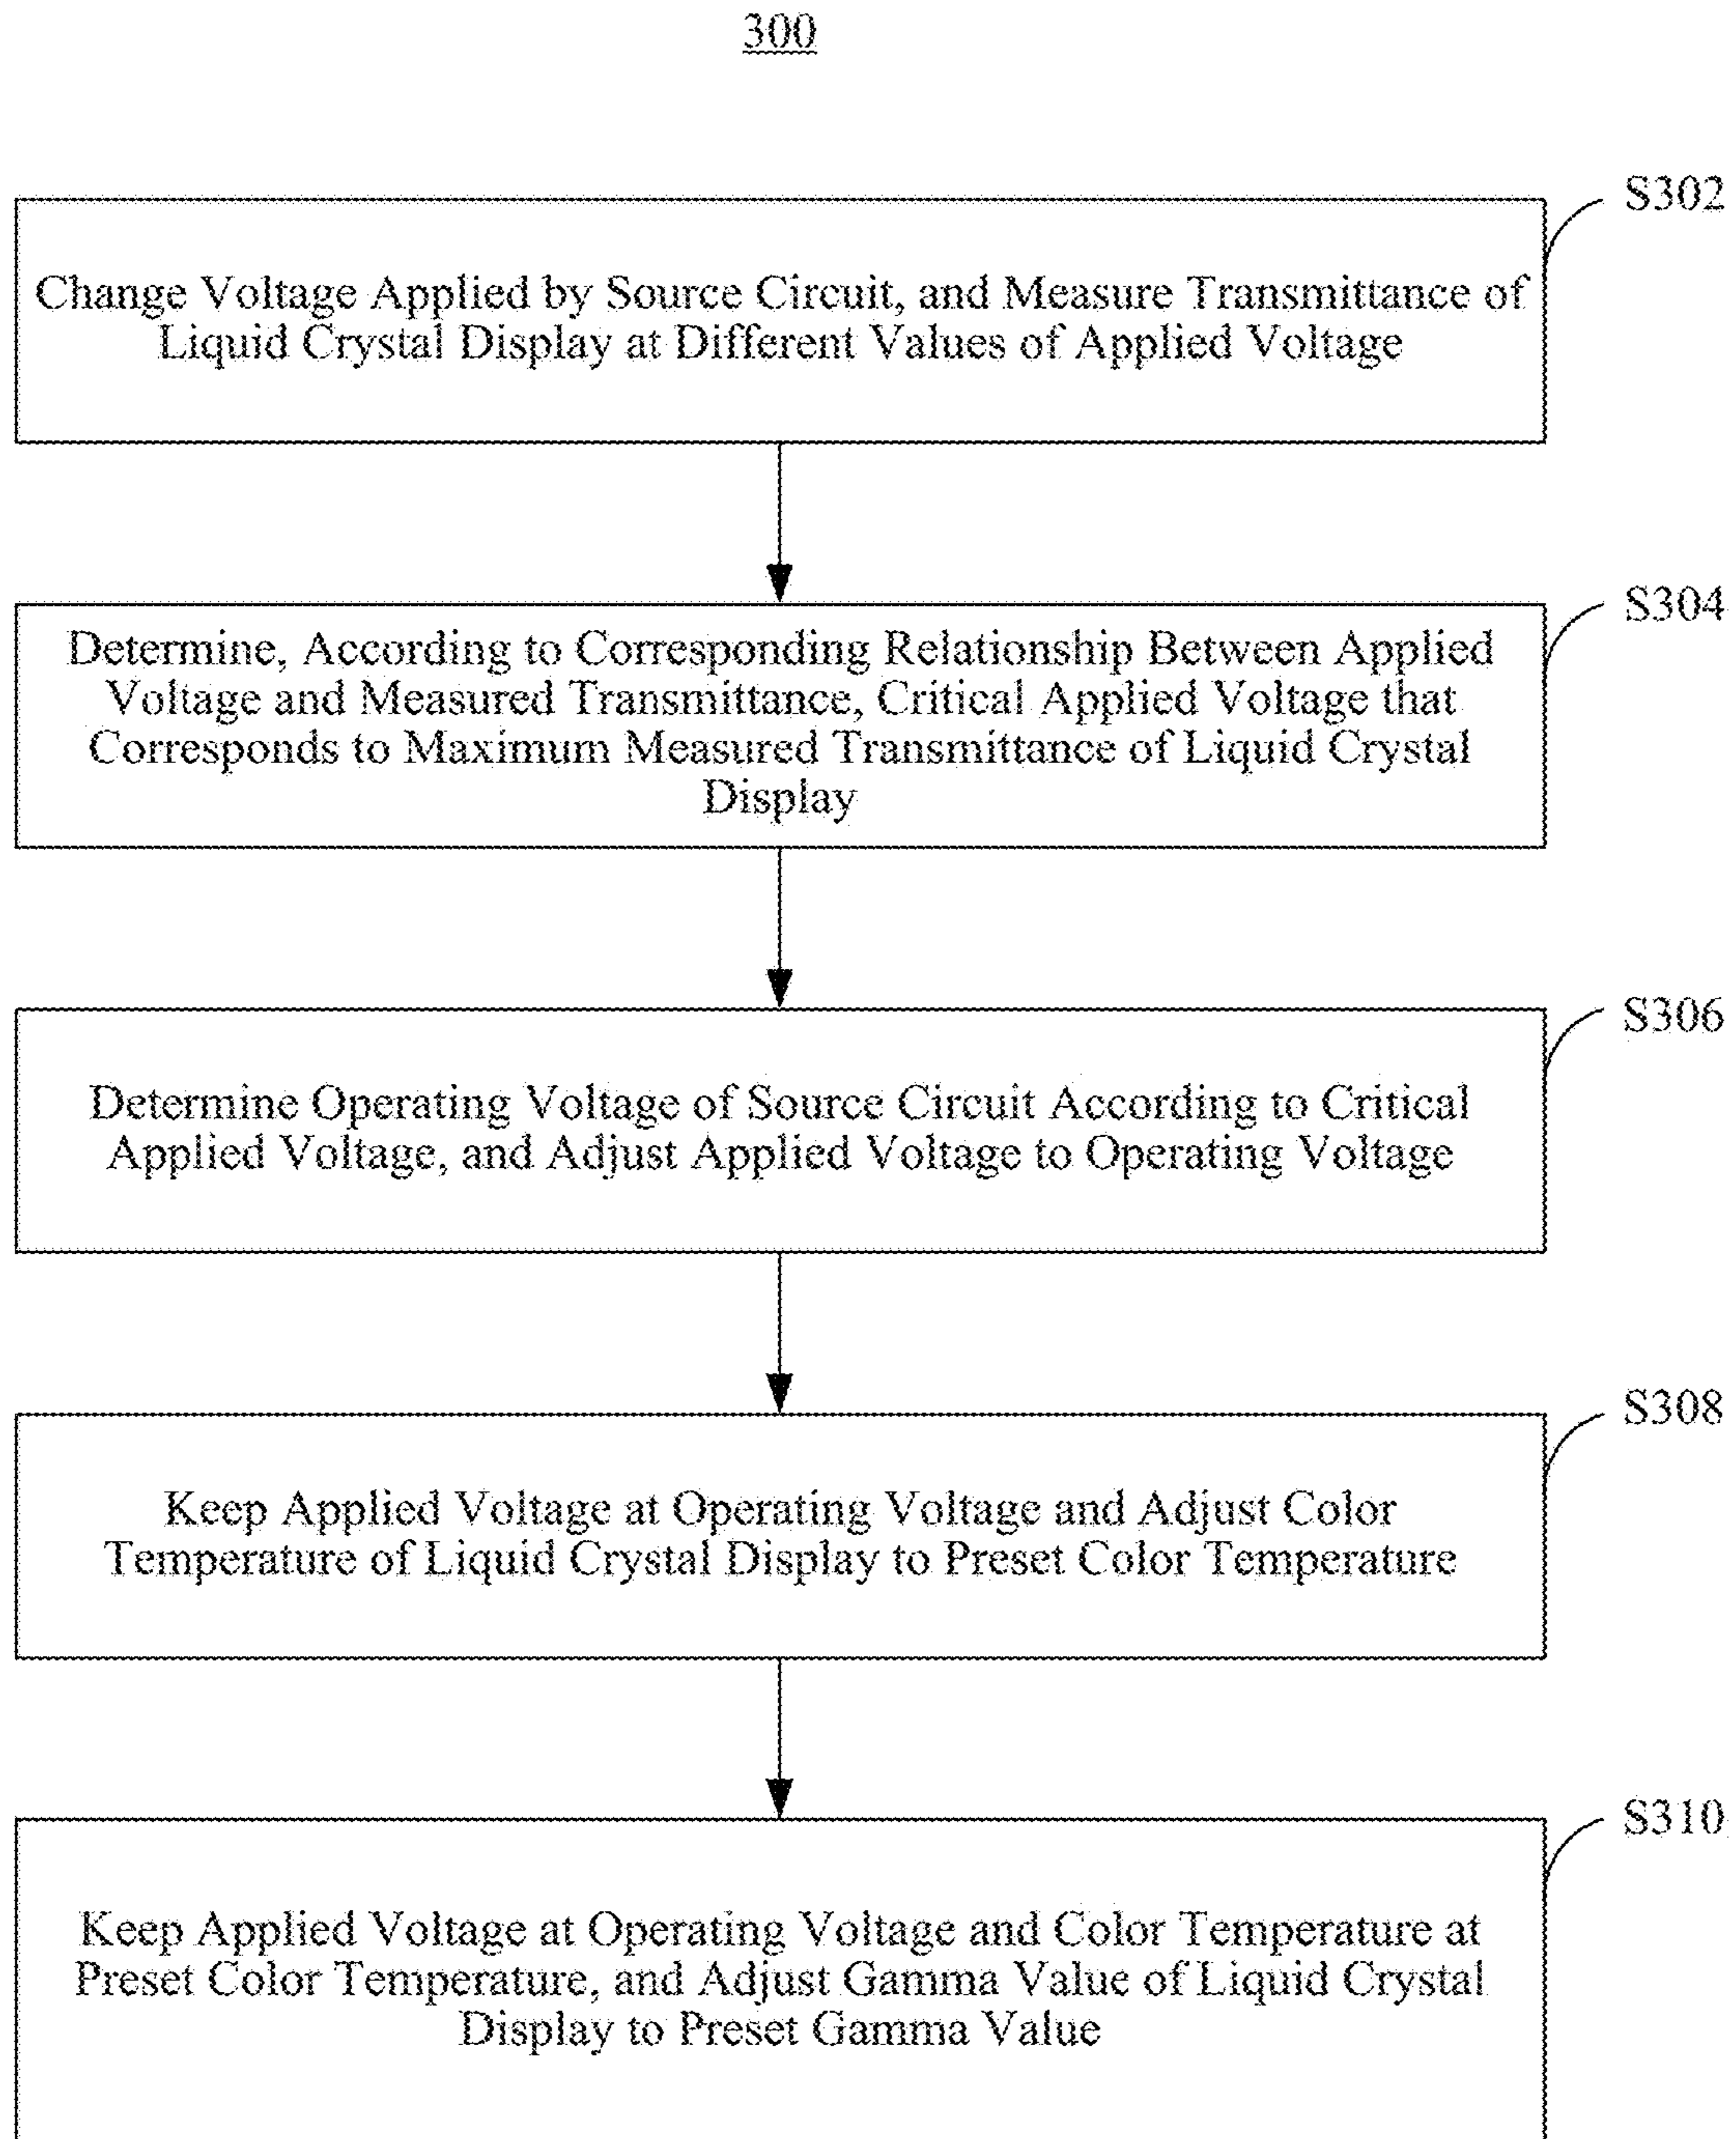 300
S302
Change Voltage Applied by Source Circuit, and Measure Transmittance of
Liquid Crystal Display at Different Values of Applied Voltage
S304
Determine, According to Corresponding Relationship Between Applied
Voltage and Measured Transmittance, Critical Applied Voltage that
Corresponds to Maximum Measured Transmittance of Liquid Crystal
Display
S306
Determine Operating Voltage of Source Circuit According to Critical
Applied Voltage, and Adjust Applied Voltage to Operating Voltage
S308
Keep Applied Voltage at Operating Voltage and Adjust Color
Temperature of Liquid Crystal Display to Preset Color Temperature
S310
Keep Applied Voltage at Operating Voltage and Color Temperature at
Preset Color Temperature, and Adjust Gamma Value of Liquid Crystal
Display to Preset Gamma Value